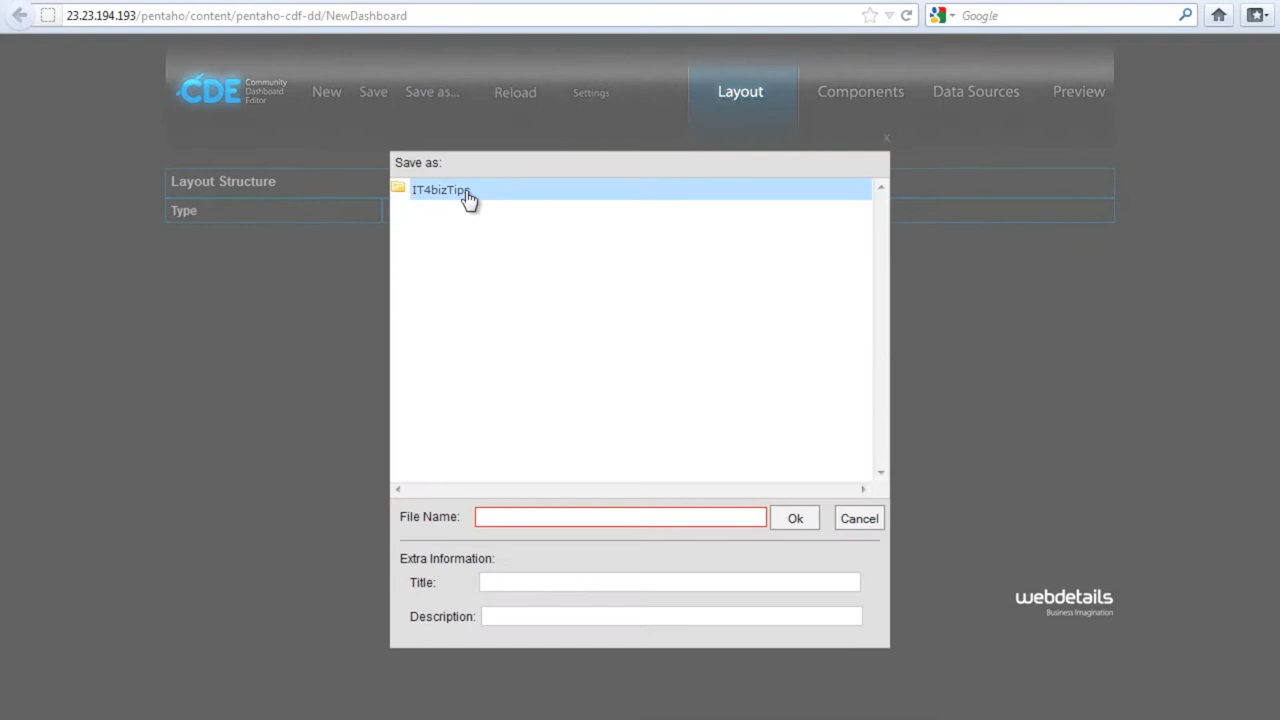 23.23.194.193/pentaho/content/pentaho-cdf-dd/NewDashboard
Google
CDE Community Dashboard Editor
New Save Save as... Reload Settings Layout Components Data Sources Preview
x
Save as:
Layout Structure
IT4bizTips
Type
File Name: Ok Cancel
Extra Information:
Title:
Description:
webdetails
Business Imagination